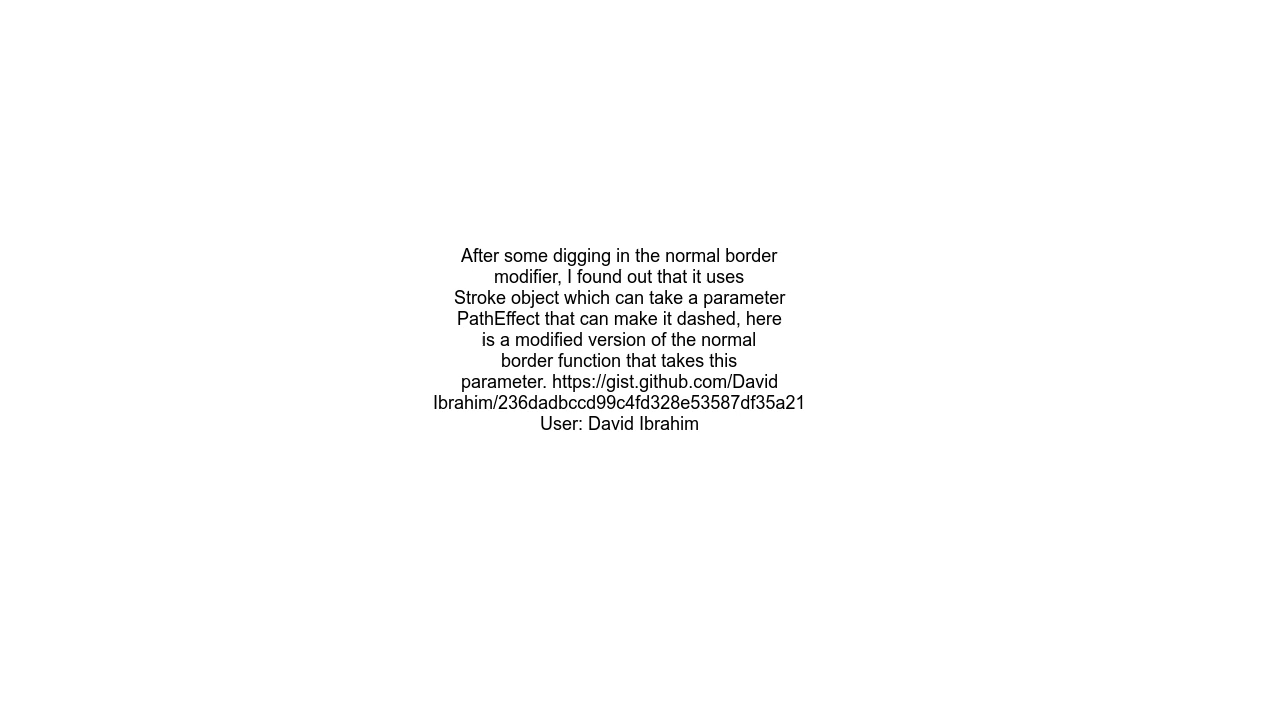 After some digging in the normal border
modifier, I found out that it uses
Stroke object which can take a parameter
PathEffect that can make it dashed, here
is a modified version of the normal
border function that takes this
parameter. https://gist.github.com/David
Ibrahim/236dadbccd99c4fd328e53587df35a21
User: David Ibrahim